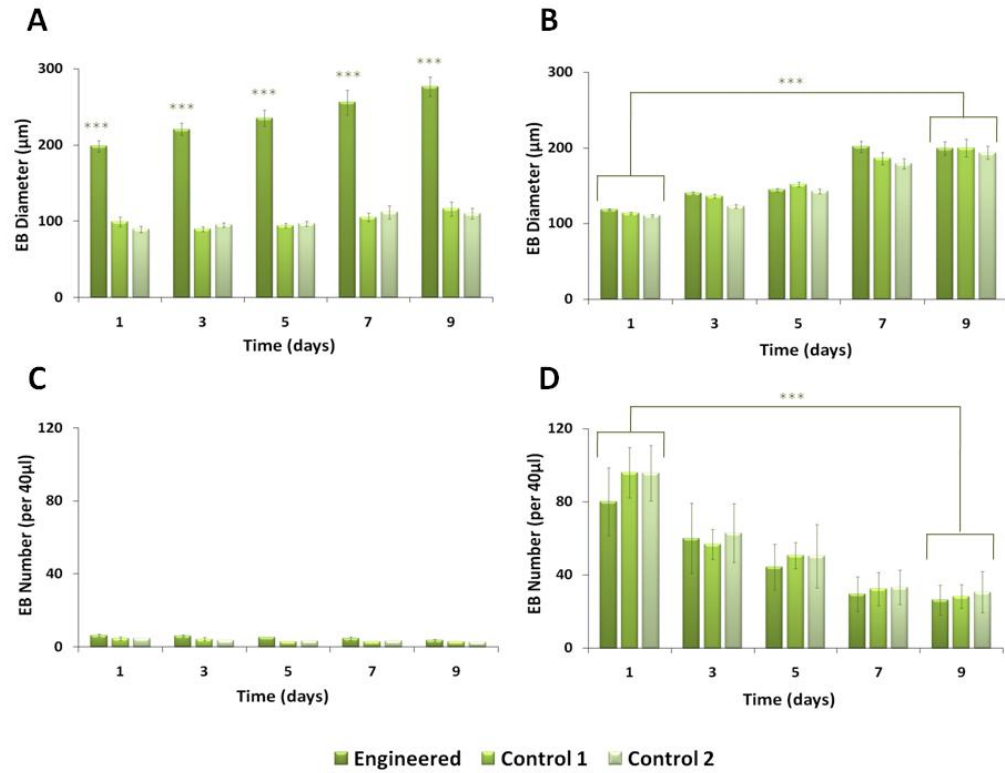 A
300
200
100
0
EB Diameter (µm)
***
***
***
***
***
1 3 5 7 9
Time (days)
B
300
200
100
0
EB Diameter (µm)
***
1 3 5 7 9
Time (days)
C
120
80
40
0
EB Number (per 40µl)
1 3 5 7 9
Time (days)
D
120
80
40
0
EB Number (per 40µl)
***
1 3 5 7 9
Time (days)
Engineered Control 1 Control 2